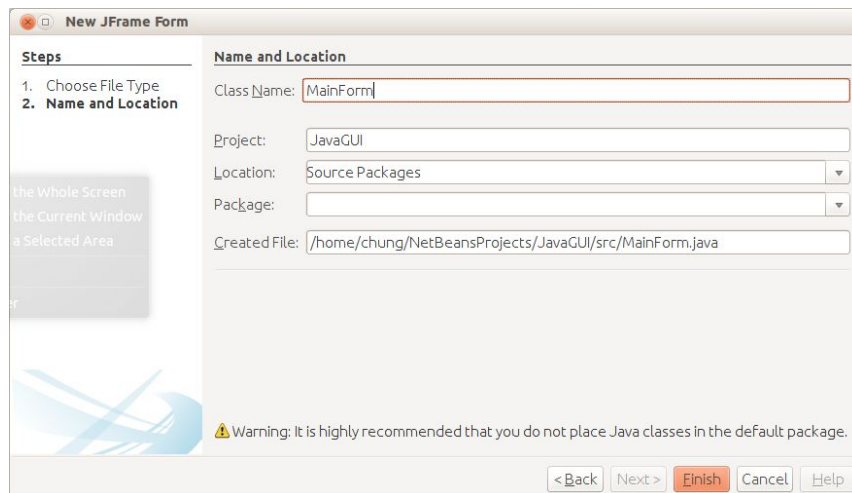 New JFrame Form
Steps
1. Choose File Type
2. Name and Location
the Whole Screen
the Current Window
a Selected Area
er
Name and Location
Class Name: MainForm
Project: JavaGUI
Location: Source Packages
Package:
Created File: /home/chung/NetBeansProjects/JavaGUI/src/MainForm.java
Warning: It is highly recommended that you do not place Java classes in the default package.
< Back Next > Finish Cancel Help